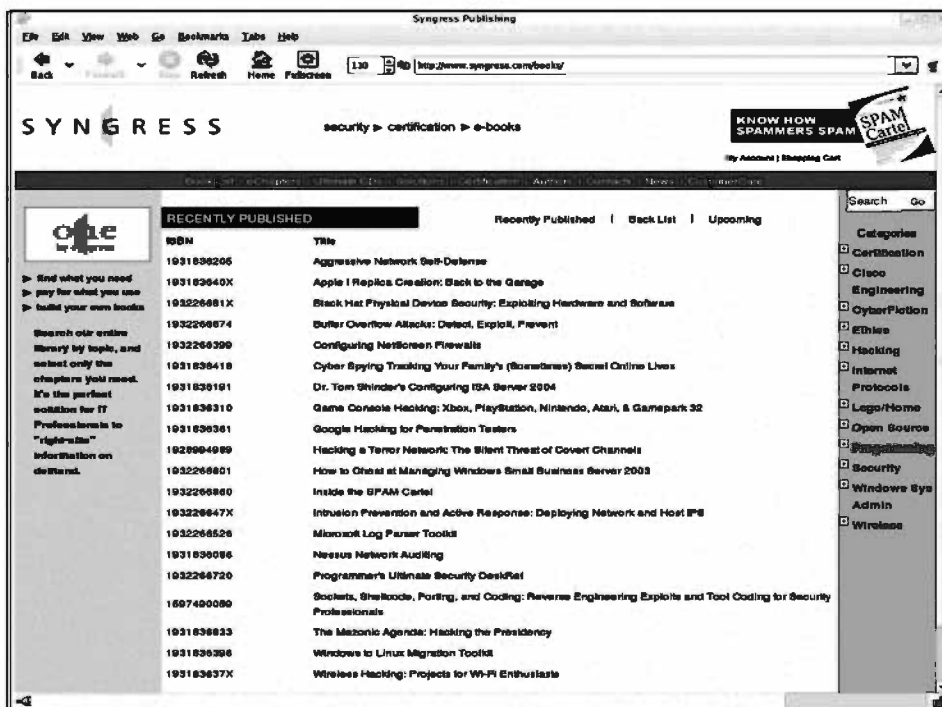 Syngress Publishing
File Edit View Web Go Bookmarks Tabs Help
Back Refresh Home Fullscreen 130 http://www.syngress.com/books/
SYNGRESS
security ▶ certification ▶ e-books
KNOW HOW
SPAMMERS SPAM
SPAM
Cartel
My Account | Shopping Cart
Authors News
one
by syngress
▶ find what you need
▶ pay for what you use
▶ build your own books
Search our entire
library by topic, and
select only the
chapters you need.
It's the perfect
solution for IT
Professionals to
"right-size"
information on
demand.
RECENTLY PUBLISHED
Recently Published | Back List | Upcoming
ISBN Title
1931836205 Aggressive Network Self-Defense
193183640X Apple I Replica Creation: Back to the Garage
193226681X Black Hat Physical Device Security: Exploiting Hardware and Software
1932266674 Buffer Overflow Attacks: Detect, Exploit, Prevent
1932266399 Configuring NetScreen Firewalls
1931836418 Cyber Spying Tracking Your Family's (Sometimes) Secret Online Lives
1931836191 Dr. Tom Shinder's Configuring ISA Server 2004
1931836310 Game Console Hacking: Xbox, PlayStation, Nintendo, Atari, & Gamepark 32
1931836361 Google Hacking for Penetration Testers
1928994989 Hacking a Terror Network: The Silent Threat of Covert Channels
1932266801 How to Cheat at Managing Windows Small Business Server 2003
1932266860 Inside the SPAM Cartel
193226647X Intrusion Prevention and Active Response: Deploying Network and Host IPS
1932266526 Microsoft Log Parser Toolkit
1931836086 Nessus Network Auditing
1932266720 Programmer's Ultimate Security DeskRef
1597490059 Sockets, Shellcode, Porting, and Coding: Reverse Engineering Exploits and Tool Coding for Security
Professionals
1931836833 The Mezonic Agenda: Hacking the Presidency
1931836396 Windows to Linux Migration Toolkit
193183637X Wireless Hacking: Projects for Wi-Fi Enthusiasts
Search Go
Categories
Certification
Cisco
Engineering
CyberFiction
Ethics
Hacking
Internet
Protocols
Lego/Home
Open Source
Programming
Security
Windows Sys
Admin
Wireless